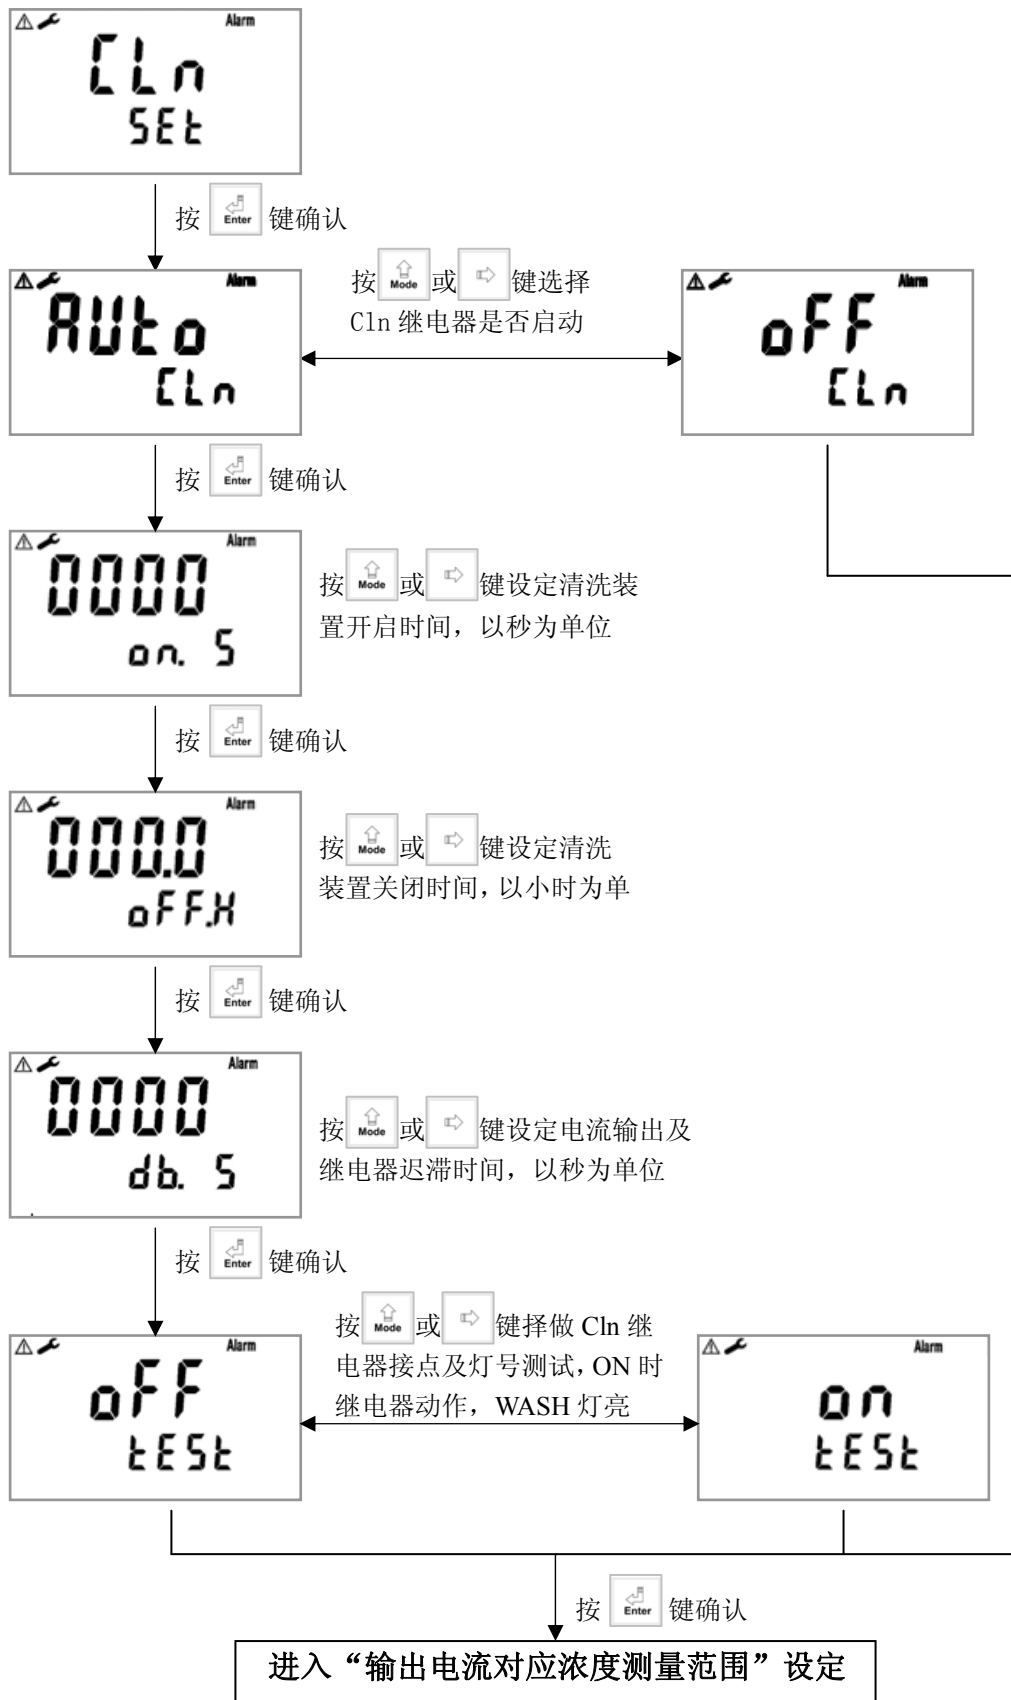 Alarm
CLn
SEt
按 Enter 键确认
Alarm
AUto
CLn
按 Mode 或 键选择
Cln 继电器是否启动
Alarm
oFF
CLn
按 Enter 键确认
Alarm
0000
on. S
按 Mode 或 键设定清洗装
置开启时间，以秒为单位
按 Enter 键确认
Alarm
000.0
oFF.H
按 Mode 或 键设定清洗
装置关闭时间，以小时为单
按 Enter 键确认
Alarm
0000
db. S
按 Mode 或 键设定电流输出及
继电器迟滞时间，以秒为单位
按 Enter 键确认
Alarm
oFF
tESt
按 Mode 或 键择做 Cln 继
电器接点及灯号测试，ON 时
继电器动作，WASH 灯亮
Alarm
on
tESt
按 Enter 键确认
进入“输出电流对应浓度测量范围”设定